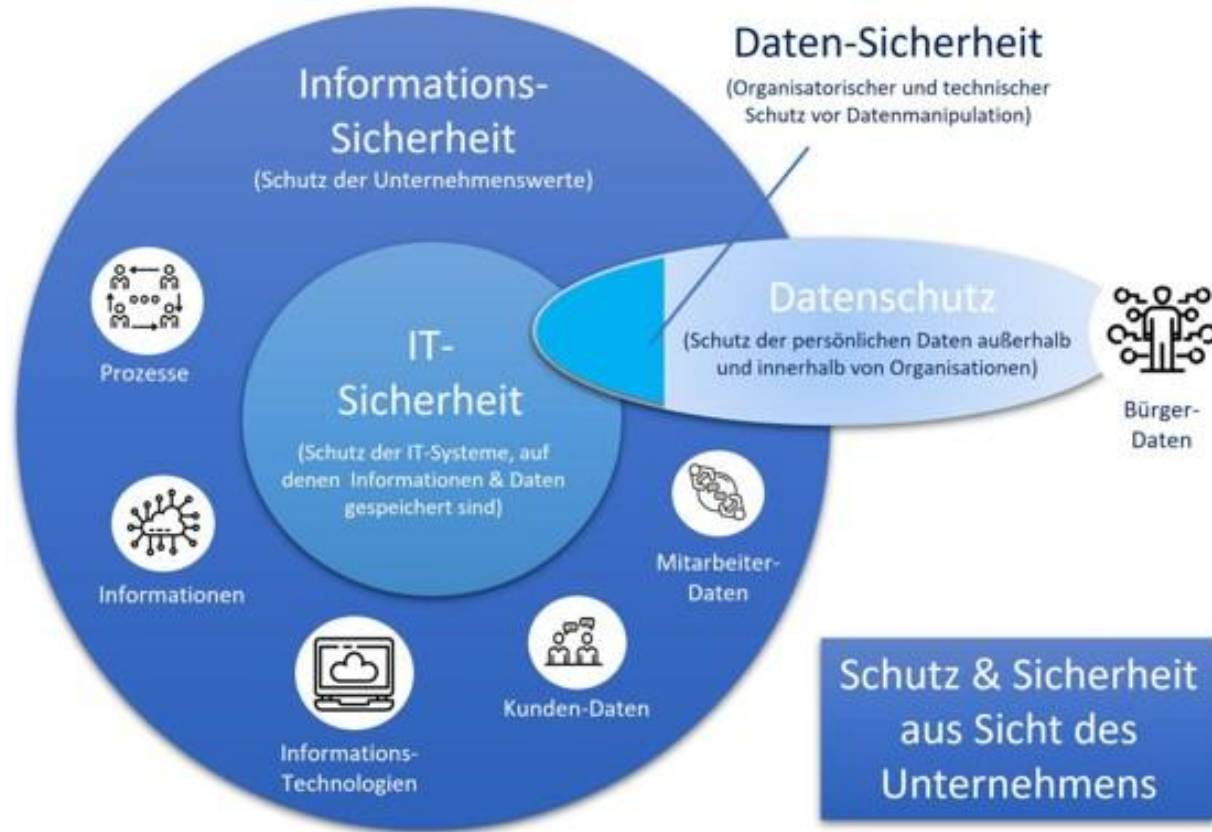 Informations-
Sicherheit
(Schutz der Unternehmenswerte)
Daten-Sicherheit
(Organisatorischer und technischer
Schutz vor Datenmanipulation)
Prozesse
IT-
Sicherheit
(Schutz der IT-Systeme, auf
denen Informationen & Daten
gespeichert sind)
Datenschutz
(Schutz der persönlichen Daten außerhalb
und innerhalb von Organisationen)
Bürger-
Daten
Informationen
Mitarbeiter-
Daten
Kunden-Daten
Informations-
Technologien
Schutz & Sicherheit
aus Sicht des
Unternehmens